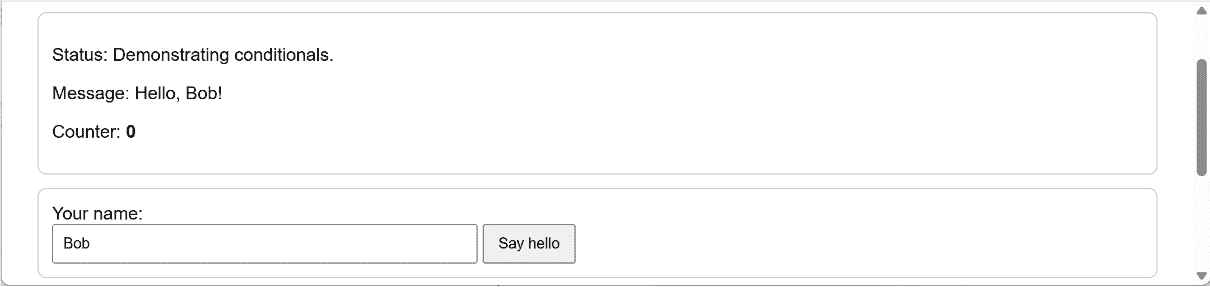 Status: Demonstrating conditionals.
Message: Hello, Bob!
Counter: 0
Your name:
Bob Say hello